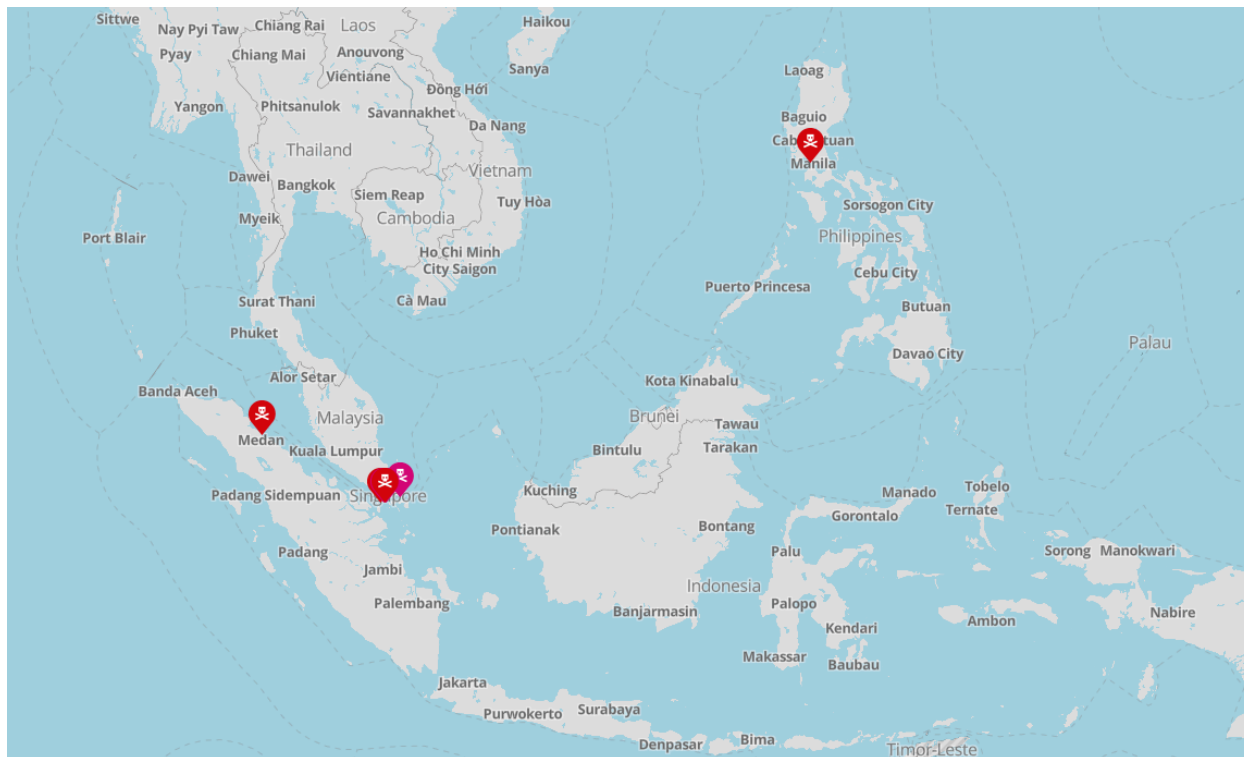 Sittwe
Nay Pyi Taw
Chiang Rai
Laos
Haikou
Pyay
Chiang Mai
Anouvong
Vientiane
Sanya
Laoag
Đồng Hới
Yangon
Phitsanulok
Savannakhet
Da Nang
Baguio
Thailand
Manila
Dawei
Bangkok
Siem Reap
Vietnam
Tuy Hòa
Sorsogon City
Myeik
Cambodia
Port Blair
Philippines
Ho Chi Minh
City Saigon
Cebu City
Puerto Princesa
Surat Thani
Cà Mau
Butuan
Phuket
Palau
Davao City
Alor Setar
Kota Kinabalu
Banda Aceh
Malaysia
Brunei
Tawau
Medan
Kuala Lumpur
Bintulu
Tarakan
Padang Sidempuan
Singapore
Kuching
Manado
Tobelo
Ternate
Gorontalo
Pontianak
Bontang
Padang
Palu
Sorong
Manokwari
Jambi
Indonesia
Palembang
Palopo
Banjarmasin
Nabire
Ambon
Kendari
Makassar
Baubau
Jakarta
Purwokerto
Surabaya
Denpasar
Bima
Timor-Leste